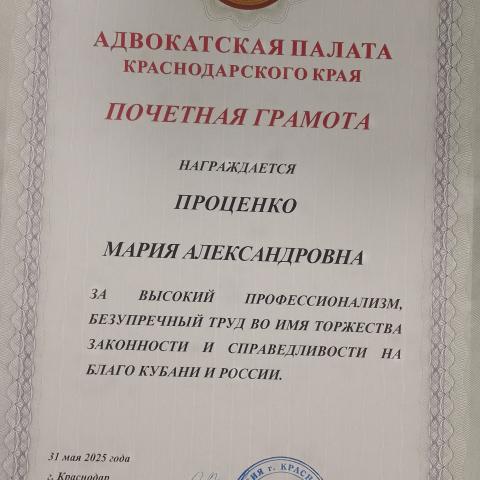 АДВОКАТСКАЯ ПАЛАТА
КРАСНОДАРСКОГО КРАЯ
ПОЧЕТНАЯ ГРАМОТА
НАГРАЖДАЕТСЯ
ПРОЦЕНКО
МАРИЯ АЛЕКСАНДРОВНА
ЗА ВЫСОКИЙ ПРОФЕССИОНАЛИЗМ,
БЕЗУПРЕЧНЫЙ ТРУД ВО ИМЯ ТОРЖЕСТВА
ЗАКОННОСТИ И СПРАВЕДЛИВОСТИ НА
БЛАГО КУБАНИ И РОССИИ.
31 мая 2025 года
г. Краснодар